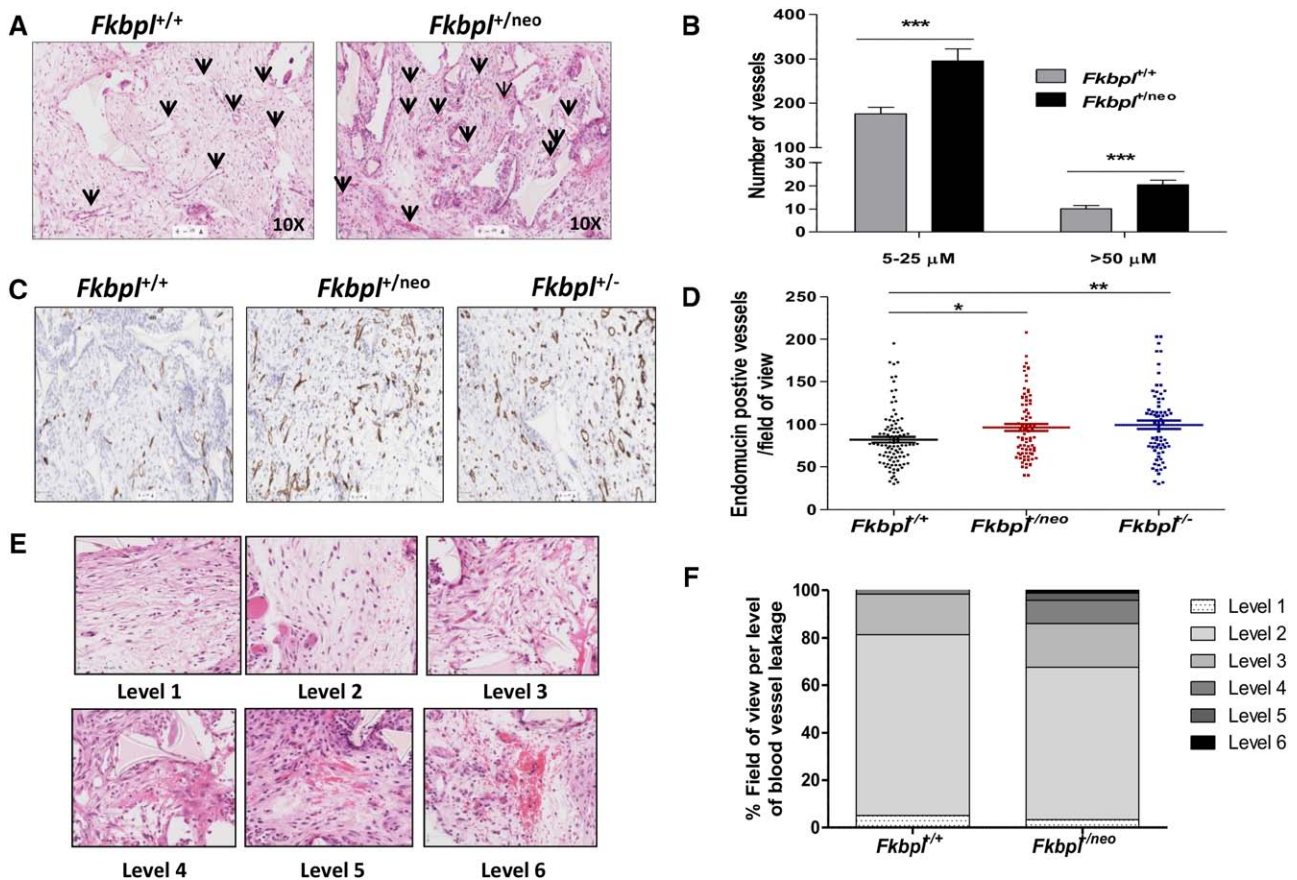 A
Fkbpl+/+
Fkbpl+/neo
10X
10X
B
Number of vessels
400
300
200
100
30
20
10
0
***
***
5-25 µM
>50 µM
Fkbpl+/+
Fkbpl+/neo
C
Fkbpl+/+
Fkbpl+/neo
Fkbpl+/-
D
Endomucin postive vessels
/field of view
250
200
150
100
50
0
*
**
Fkbpl+/+
Fkbpl+/neo
Fkbpl+/-
E
Level 1
Level 2
Level 3
Level 4
Level 5
Level 6
F
% Field of view per level
of blood vessel leakage
100
80
60
40
20
0
Fkbpl+/+
Fkbpl+/neo
Level 1
Level 2
Level 3
Level 4
Level 5
Level 6